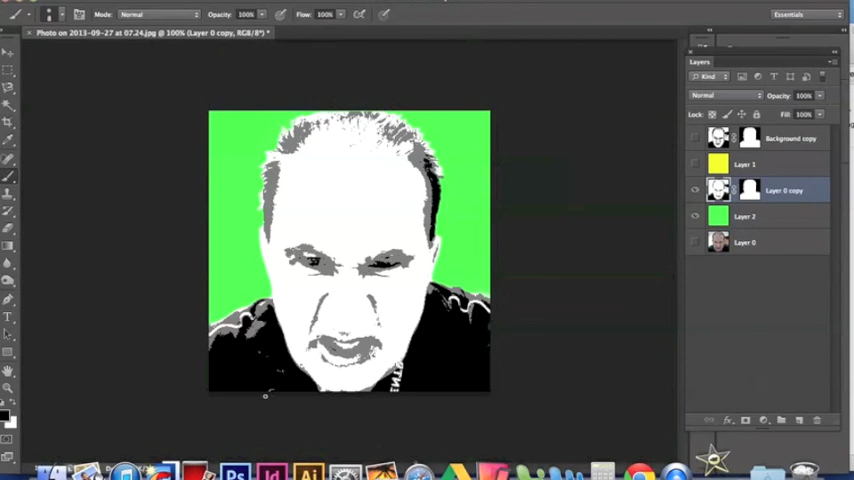 Mode: Normal Opacity: 100% Flow: 100% Essentials
Photo on 2013-09-27 at 07.24.jpg @ 100% (Layer 0 copy, RGB/8*) *
Layers
Kind
Normal Opacity: 100%
Lock: Fill: 100%
Background copy
Layer 1
Layer 0 copy
Layer 2
Layer 0
fx
Ps Id Ai